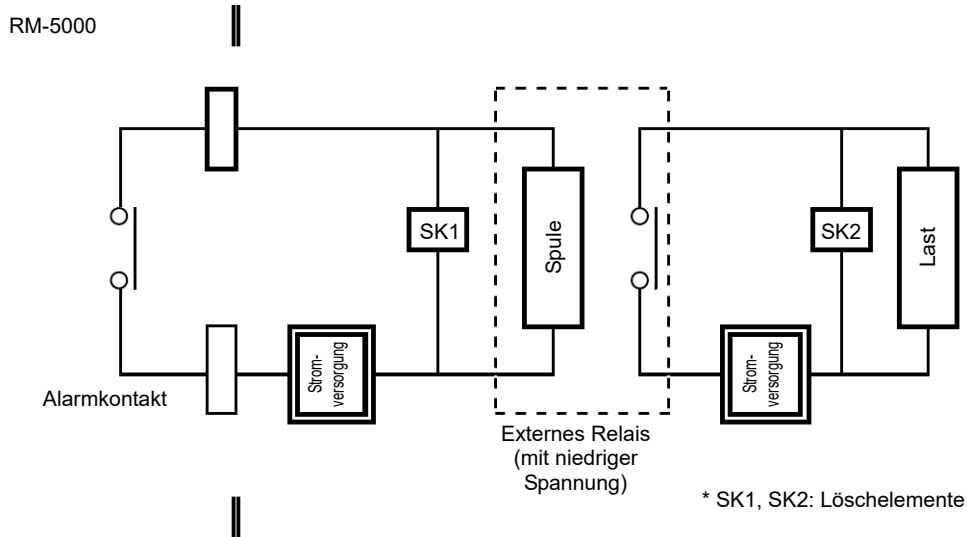 RM-5000
SK1
Spule
SK2
Last
Strom-
versorgung
Strom-
versorgung
Alarmkontakt
Externes Relais
(mit niedriger
Spannung)
* SK1, SK2: Löschelemente